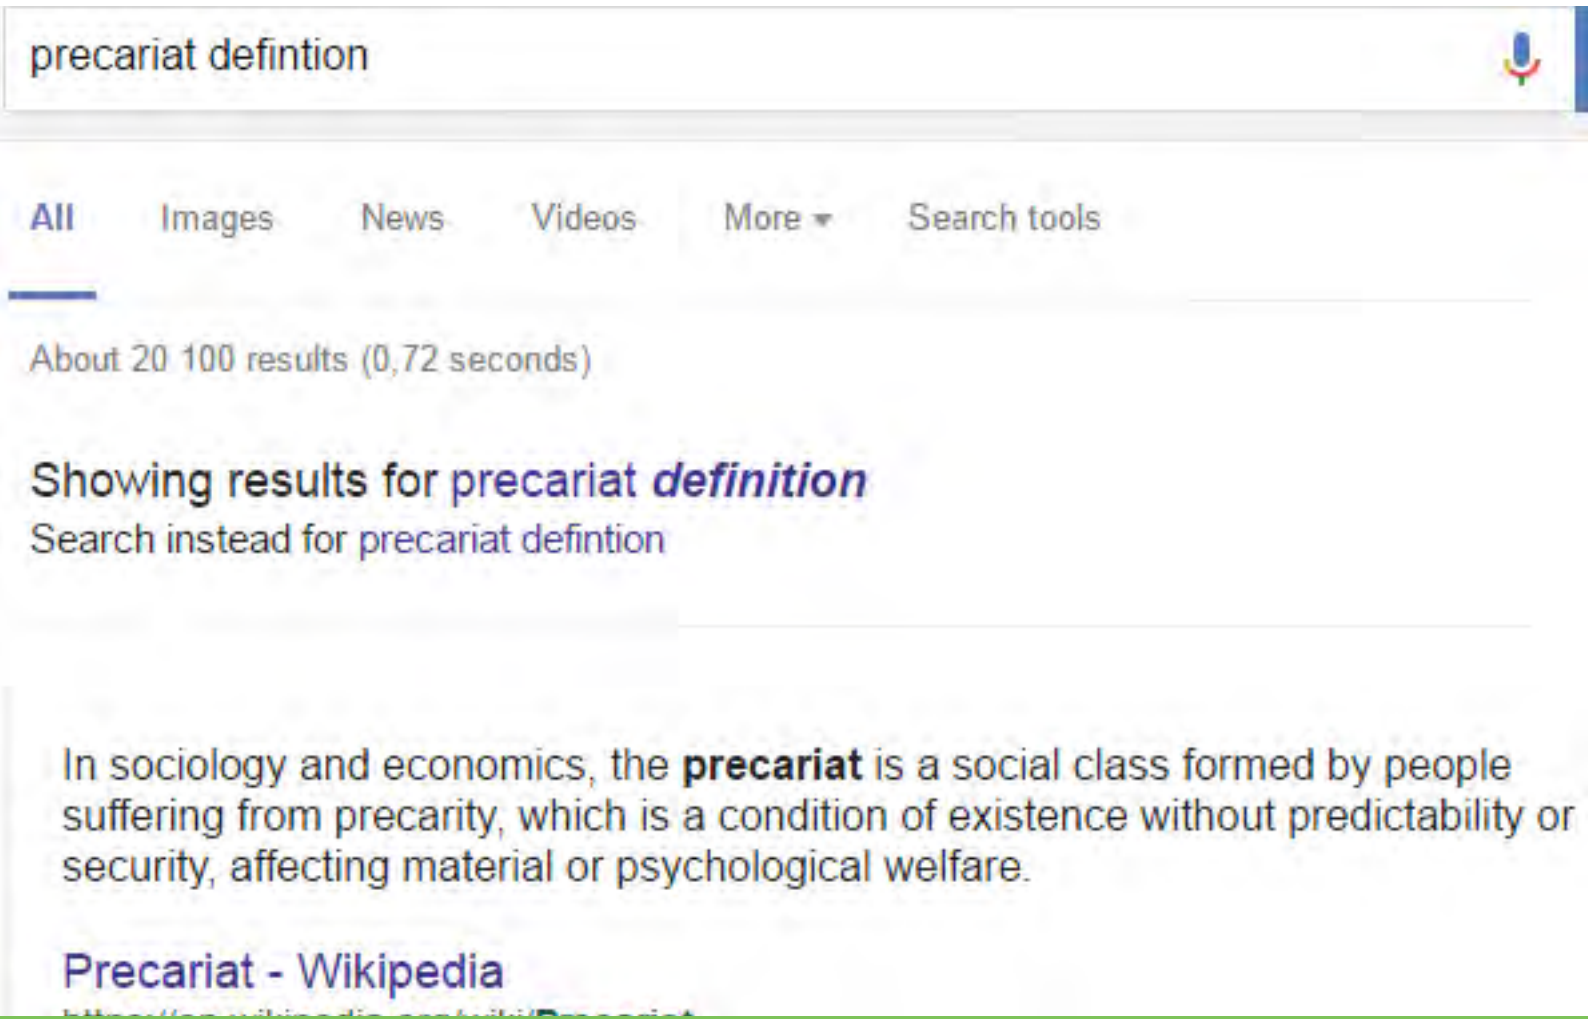 precariat defintion
All Images News Videos More Search tools
About 20 100 results (0,72 seconds)
Showing results for precariat definition
Search instead for precariat defintion
In sociology and economics, the precariat is a social class formed by people
suffering from precarity, which is a condition of existence without predictability or
security, affecting material or psychological welfare.
Precariat - Wikipedia